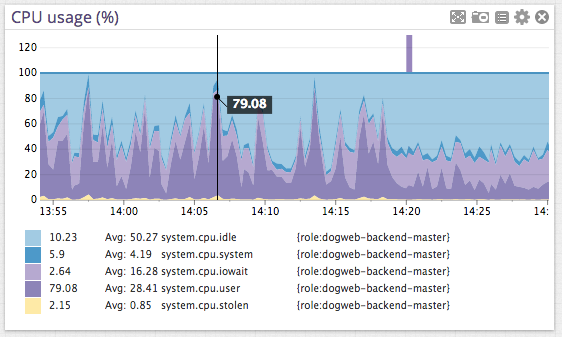 CPU usage (%)
120
100
80
60
40
20
0
79.08
13:55 14:00 14:05 14:10 14:15 14:20 14:25 14:
10.23 Avg: 50.27 system.cpu.idle {role:dogweb-backend-master}
5.9 Avg: 4.19 system.cpu.system {role:dogweb-backend-master}
2.64 Avg: 16.28 system.cpu.iowait {role:dogweb-backend-master}
79.08 Avg: 28.41 system.cpu.user {role:dogweb-backend-master}
2.15 Avg: 0.85 system.cpu.stolen {role:dogweb-backend-master}